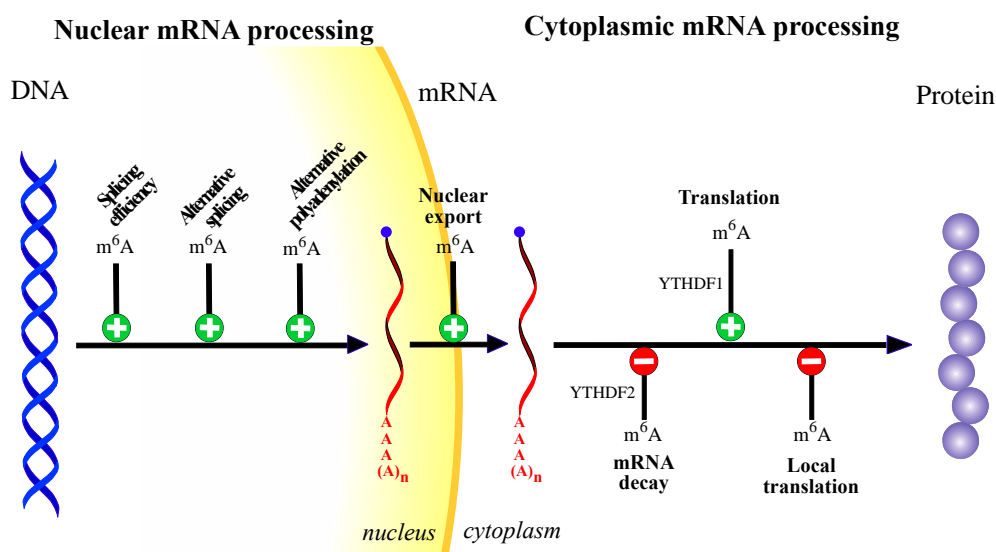 Nuclear mRNA processing
Cytoplasmic mRNA processing
DNA
mRNA
Protein
Splicing
efficiency
m⁶A
Alternative
splicing
m⁶A
Alternative
polyadenylation
m⁶A
Nuclear
export
m⁶A
Translation
m⁶A
YTHDF1
YTHDF2
m⁶A
mRNA
decay
m⁶A
Local
translation
A
A
A
(A)n
A
A
A
(A)n
nucleus
cytoplasm